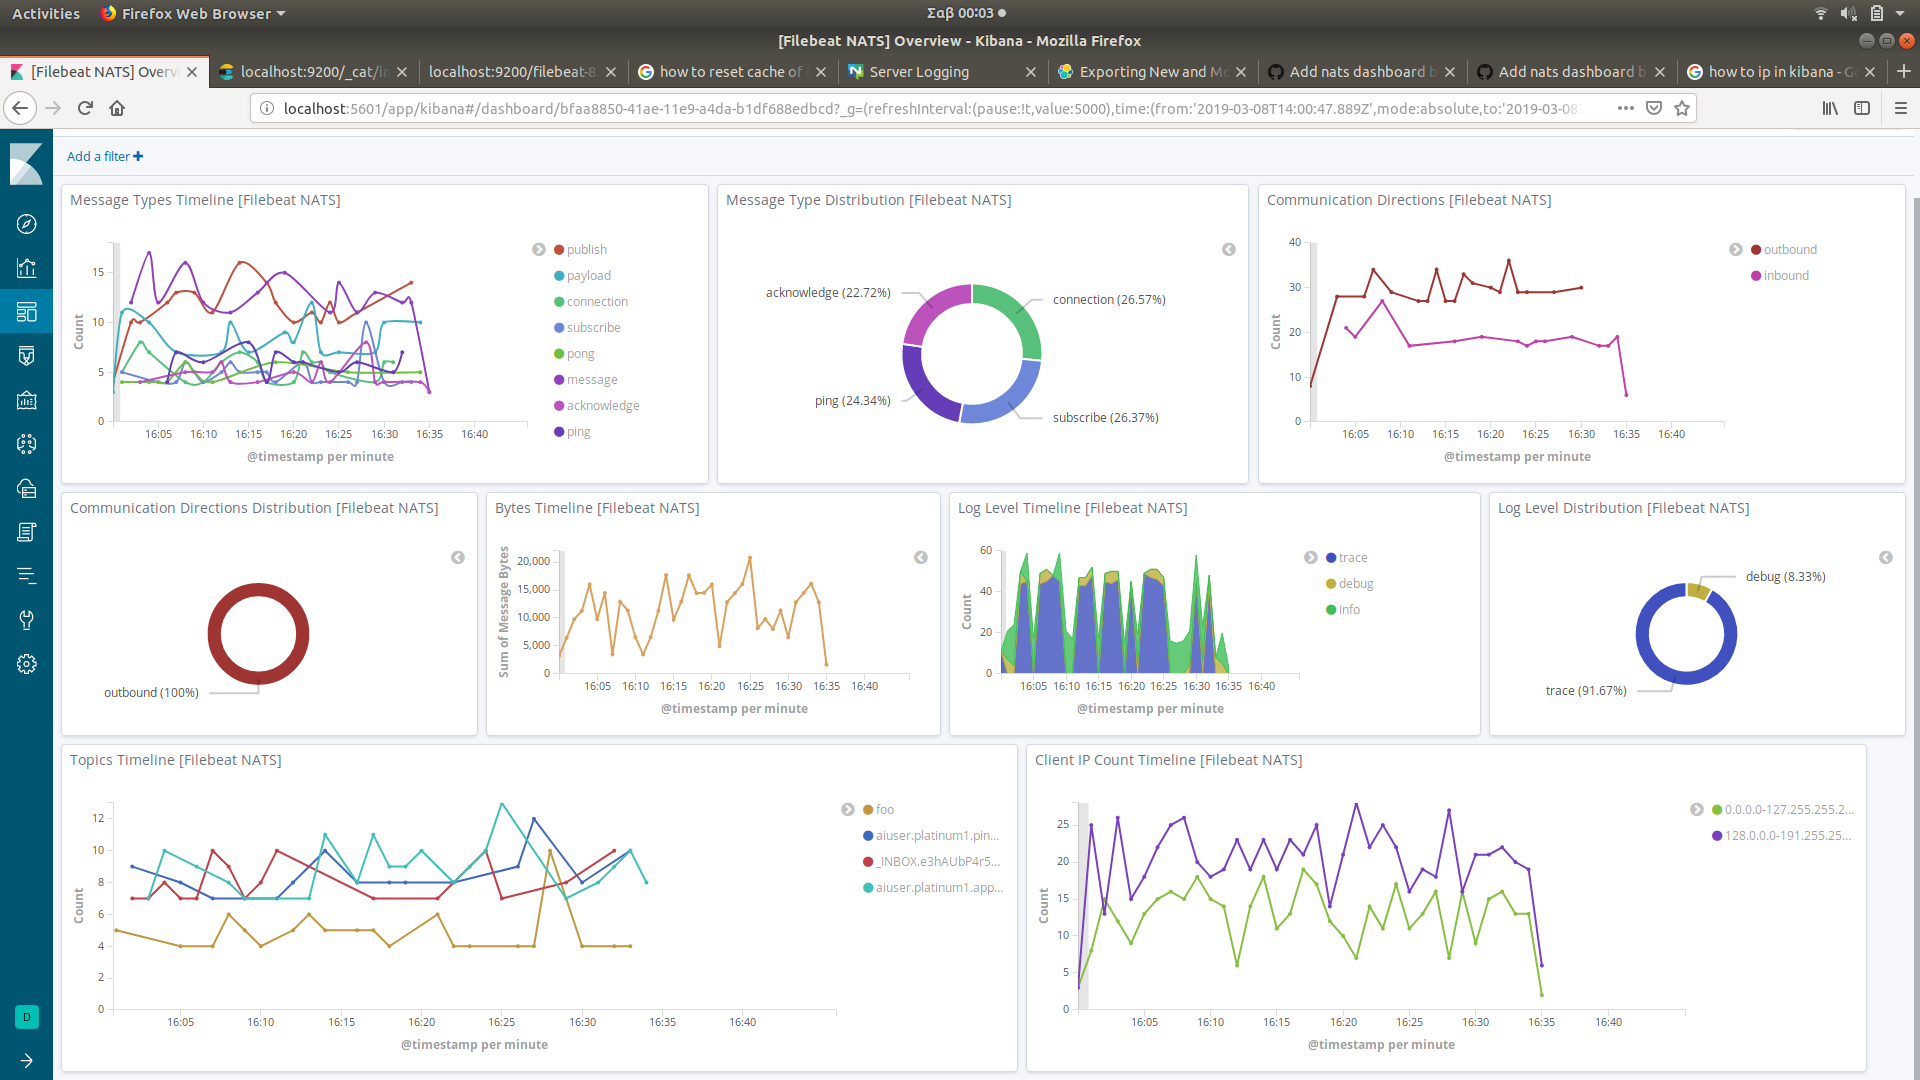 Activities Firefox Web Browser Σαβ 00:03
[Filebeat NATS] Overview - Kibana - Mozilla Firefox
[Filebeat NATS] Overvi localhost:9200/_cat/in localhost:9200/filebeat-8 how to reset cache of Server Logging Exporting New and Mo Add nats dashboard b Add nats dashboard b how to ip in kibana - Go
localhost:5601/app/kibana#/dashboard/bfaa8850-41ae-11e9-a4da-b1df688edbcd?_g=(refreshInterval:(pause:!t,value:5000),time:(from:'2019-03-08T14:00:47.889Z',mode:absolute,to:'2019-03-08T
Add a filter +
Message Types Timeline [Filebeat NATS]
15
10
5
0
Count
16:05 16:10 16:15 16:20 16:25 16:30 16:35 16:40
@timestamp per minute
publish
payload
connection
subscribe
pong
message
acknowledge
ping
Message Type Distribution [Filebeat NATS]
acknowledge (22.72%)
connection (26.57%)
ping (24.34%)
subscribe (26.37%)
Communication Directions [Filebeat NATS]
40
30
20
10
0
Count
16:05 16:10 16:15 16:20 16:25 16:30 16:35 16:40
@timestamp per minute
outbound
inbound
Communication Directions Distribution [Filebeat NATS]
outbound (100%)
Bytes Timeline [Filebeat NATS]
20,000
15,000
10,000
5,000
0
Sum of Message Bytes
16:05 16:10 16:15 16:20 16:25 16:30 16:35 16:40
@timestamp per minute
Log Level Timeline [Filebeat NATS]
60
40
20
0
Count
16:05 16:10 16:15 16:20 16:25 16:30 16:35 16:40
@timestamp per minute
trace
debug
info
Log Level Distribution [Filebeat NATS]
debug (8.33%)
trace (91.67%)
Topics Timeline [Filebeat NATS]
12
10
8
6
4
2
0
Count
16:05 16:10 16:15 16:20 16:25 16:30 16:35 16:40
@timestamp per minute
foo
aiuser.platinum1.pin...
_INBOX.e3hAUbP4r5...
aiuser.platinum1.app...
Client IP Count Timeline [Filebeat NATS]
25
20
15
10
5
0
Count
16:05 16:10 16:15 16:20 16:25 16:30 16:35 16:40
@timestamp per minute
0.0.0.0-127.255.255.2...
128.0.0.0-191.255.25...
D